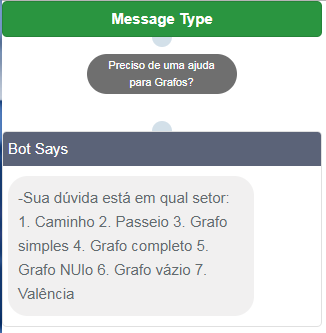 Message Type
Preciso de uma ajuda
para Grafos?
Bot Says
-Sua dúvida está em qual setor:
1. Caminho 2. Passeio 3. Grafo
simples 4. Grafo completo 5.
Grafo NUlo 6. Grafo vázio 7.
Valência